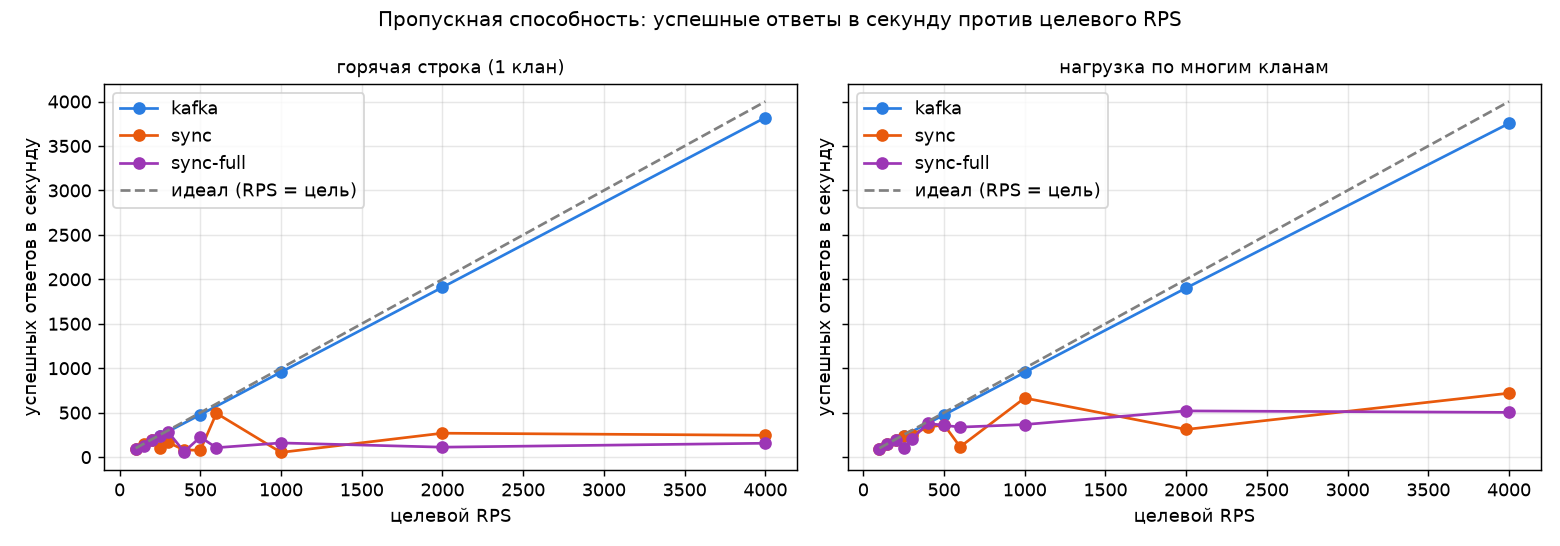 Пропускная способность: успешные ответы в секунду против целевого RPS
горячая строка (1 клан)
успешных ответов в секунду
4000
3500
3000
2500
2000
1500
1000
500
0
kafka
sync
sync-full
идеал (RPS = цель)
0 500 1000 1500 2000 2500 3000 3500 4000
целевой RPS
нагрузка по многим кланам
успешных ответов в секунду
kafka
sync
sync-full
идеал (RPS = цель)
0 500 1000 1500 2000 2500 3000 3500 4000
целевой RPS